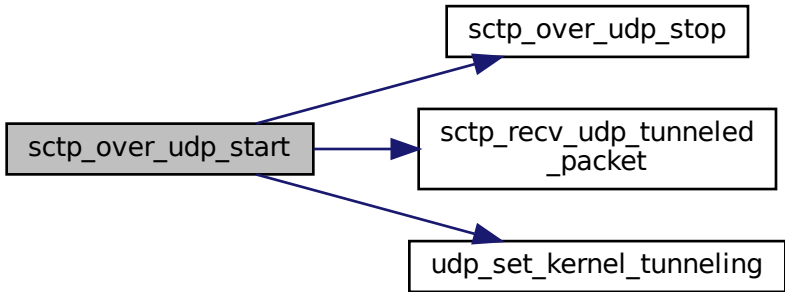 sctp_over_udp_stop
sctp_over_udp_start
sctp_recv_udp_tunneled
_packet
udp_set_kernel_tunneling